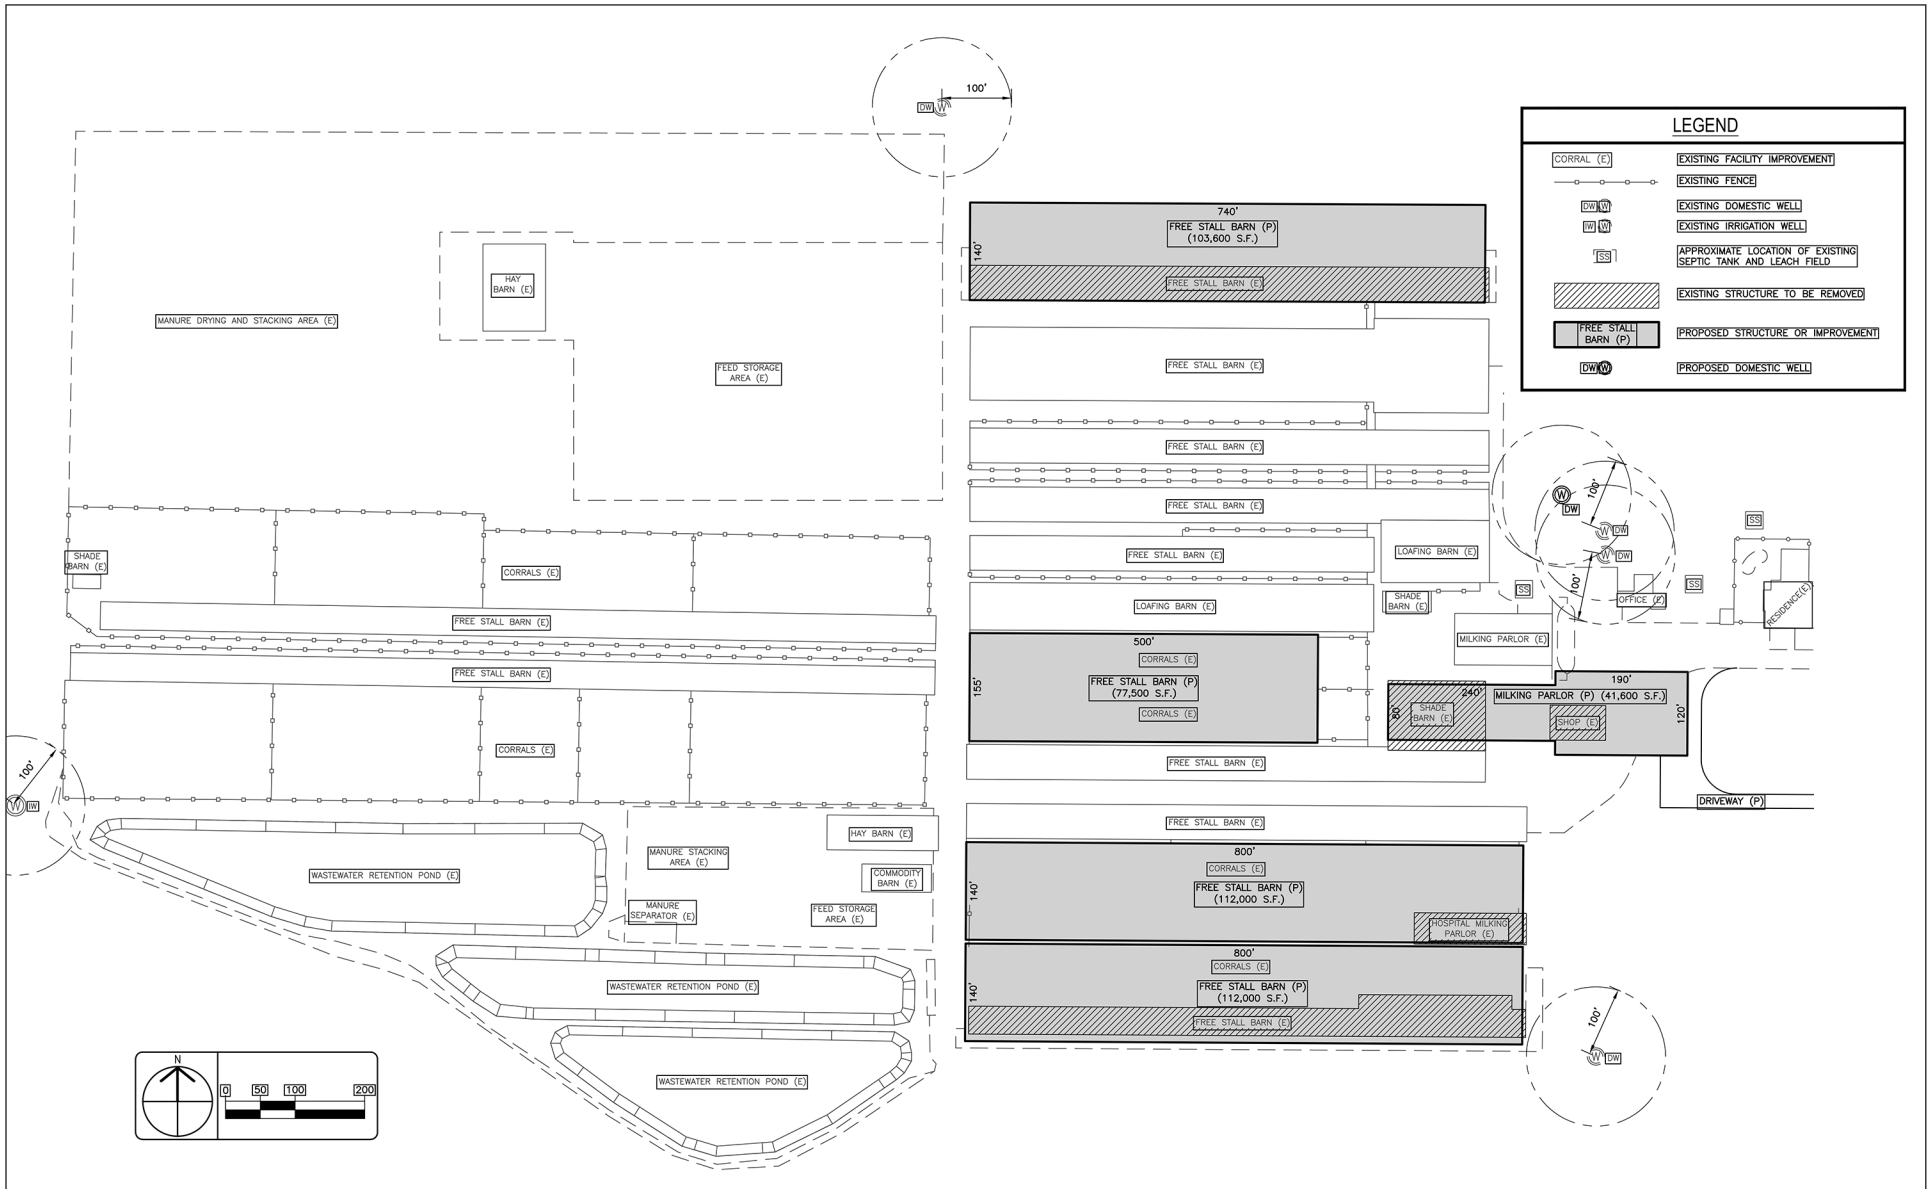 100'
DW W
LEGEND
CORRAL (E) EXISTING FACILITY IMPROVEMENT
EXISTING FENCE
DW W EXISTING DOMESTIC WELL
IW W EXISTING IRRIGATION WELL
SS APPROXIMATE LOCATION OF EXISTING
SEPTIC TANK AND LEACH FIELD
EXISTING STRUCTURE TO BE REMOVED
FREE STALL
BARN (P)
PROPOSED STRUCTURE OR IMPROVEMENT
DW W PROPOSED DOMESTIC WELL
740'
140'
FREE STALL BARN (P)
(103,600 S.F.)
FREE STALL BARN (E)
HAY
BARN (E)
MANURE DRYING AND STACKING AREA (E)
FEED STORAGE
AREA (E)
FREE STALL BARN (E)
FREE STALL BARN (E)
FREE STALL BARN (E)
FREE STALL BARN (E)
LOAFING BARN (E)
LOAFING BARN (E)
SHADE
BARN (E)
W
DW
100'
W DW
W DW
100'
SS
SS
SS
OFFICE (E)
RESIDENCE(E)
MILKING PARLOR (E)
SHADE
BARN (E)
CORRALS (E)
FREE STALL BARN (E)
FREE STALL BARN (E)
CORRALS (E)
500'
155'
CORRALS (E)
FREE STALL BARN (P)
(77,500 S.F.)
CORRALS (E)
190'
240'
MILKING PARLOR (P) (41,600 S.F.)
80'
120'
SHADE
BARN (E)
SHOP (E)
FREE STALL BARN (E)
DRIVEWAY (P)
100'
W IW
FREE STALL BARN (E)
HAY BARN (E)
MANURE STACKING
AREA (E)
COMMODITY
BARN (E)
WASTEWATER RETENTION POND (E)
MANURE
SEPARATOR (E)
FEED STORAGE
AREA (E)
800'
140'
CORRALS (E)
FREE STALL BARN (P)
(112,000 S.F.)
HOSPITAL MILKING
PARLOR (E)
800'
140'
CORRALS (E)
FREE STALL BARN (P)
(112,000 S.F.)
FREE STALL BARN (E)
WASTEWATER RETENTION POND (E)
WASTEWATER RETENTION POND (E)
100'
W DW
N
0 50 100 200